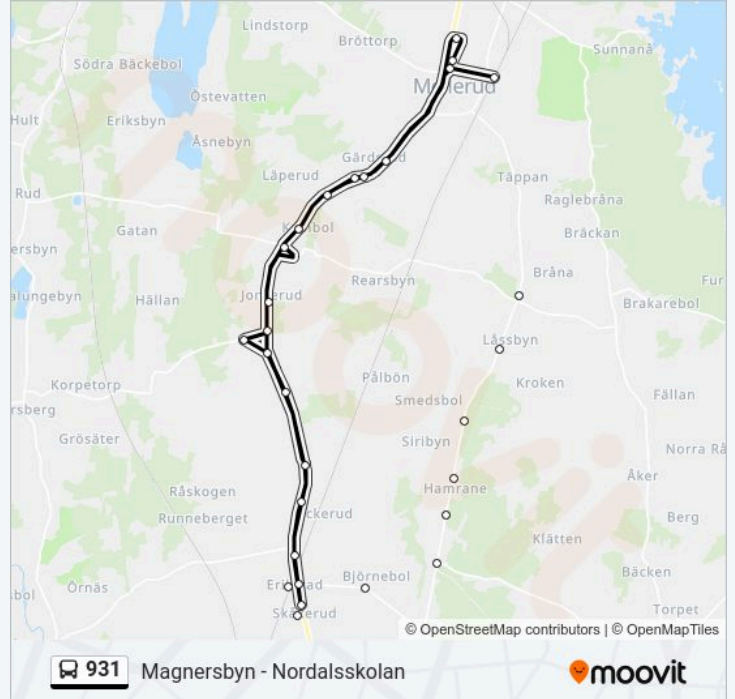 Lindstorp
Bröttorp
Sunnanå
Södra Bäckebol
Östevatten
Hult
Eriksbyn
Åsnebyn
Läperud
Täppan
Rud
Raglebråna
Gatan
Bräckan
ersbyn
Bråna
Rearsbyn
Fur
alungebyn
Hällan
Brakarebol
Låssbyn
Pålbön
Kroken
Korpetorp
Smedsbol
Fällan
rsberg
Siribyn
Grösäter
Norra Rå
Åker
Råskogen
Hamrane
Runneberget
ckerud
Berg
Klätten
Björnebol
Bäcken
Örnäs
bol
Torpet
© OpenStreetMap contributors | © OpenMapTiles
931 Magnersbyn - Nordalsskolan
moovit